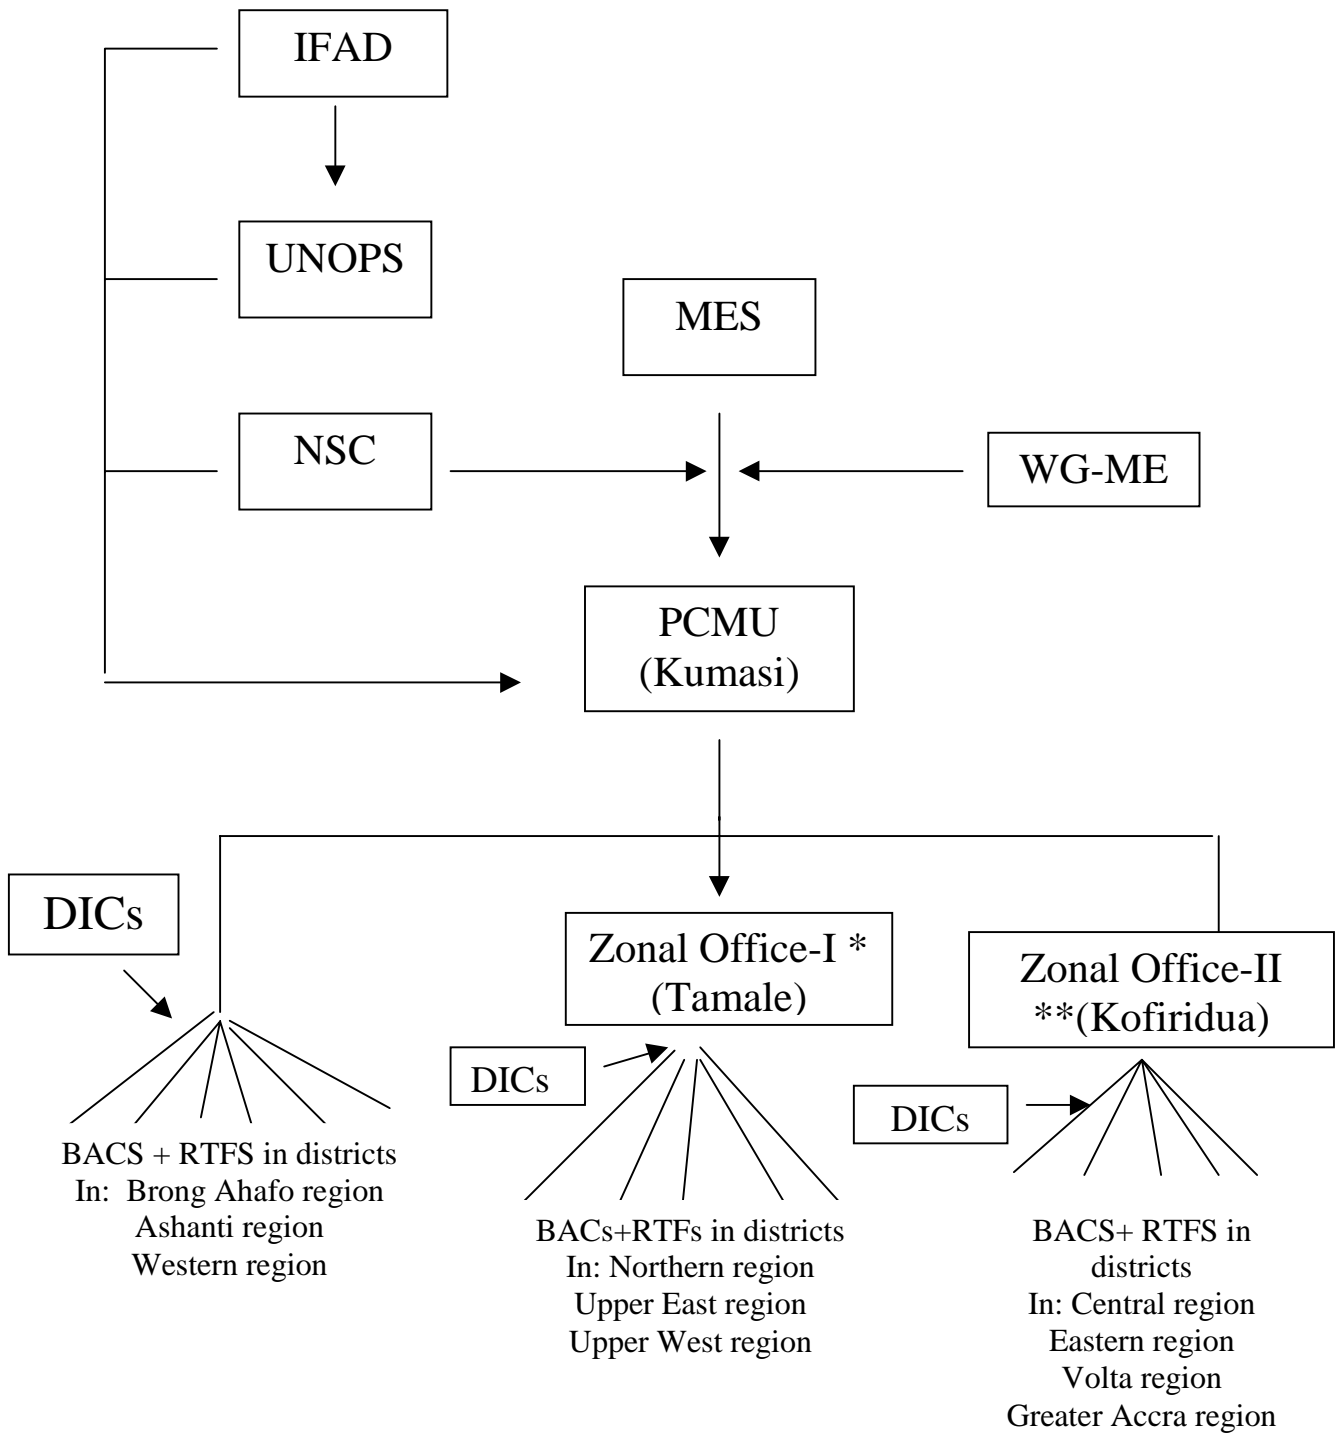 IFAD
UNOPS
MES
NSC
WG-ME
PCMU
(Kumasi)
DICs
Zonal Office-I *
(Tamale)
Zonal Office-II
**(Kofiridua)
DICs
DICs
BACS + RTFS in districts
In: Brong Ahafo region
Ashanti region
Western region
BACs+RTFs in districts
In: Northern region
Upper East region
Upper West region
BACS+ RTFS in
districts
In: Central region
Eastern region
Volta region
Greater Accra region